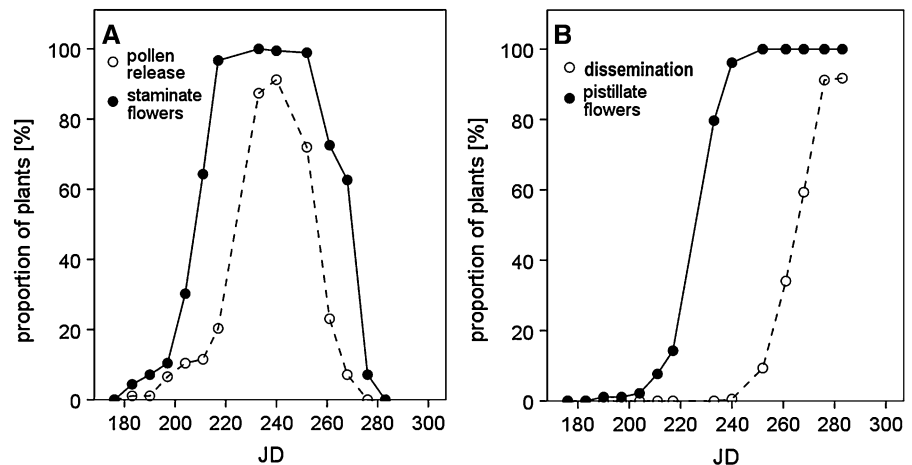 A
pollen
release
staminate
flowers
proportion of plants [%]
100
80
60
40
20
0
180 200 220 240 260 280 300
JD
B
dissemination
pistillate
flowers
proportion of plants [%]
100
80
60
40
20
0
180 200 220 240 260 280 300
JD